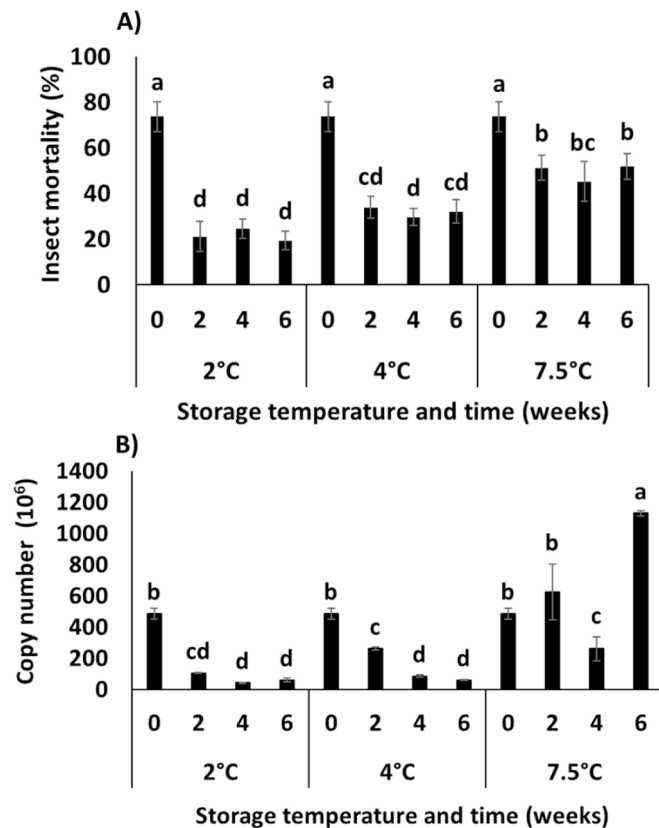 A)
Insect mortality (%)
100
80
60
40
20
0
a
d
d
d
a
cd
d
cd
a
b
bc
b
0 2 4 6 0 2 4 6 0 2 4 6
2°C 4°C 7.5°C
Storage temperature and time (weeks)
B)
Copy number (10⁶)
1400
1200
1000
800
600
400
200
0
b
cd
d
d
b
c
d
d
b
b
c
a
0 2 4 6 0 2 4 6 0 2 4 6
2°C 4°C 7.5°C
Storage temperature and time (weeks)